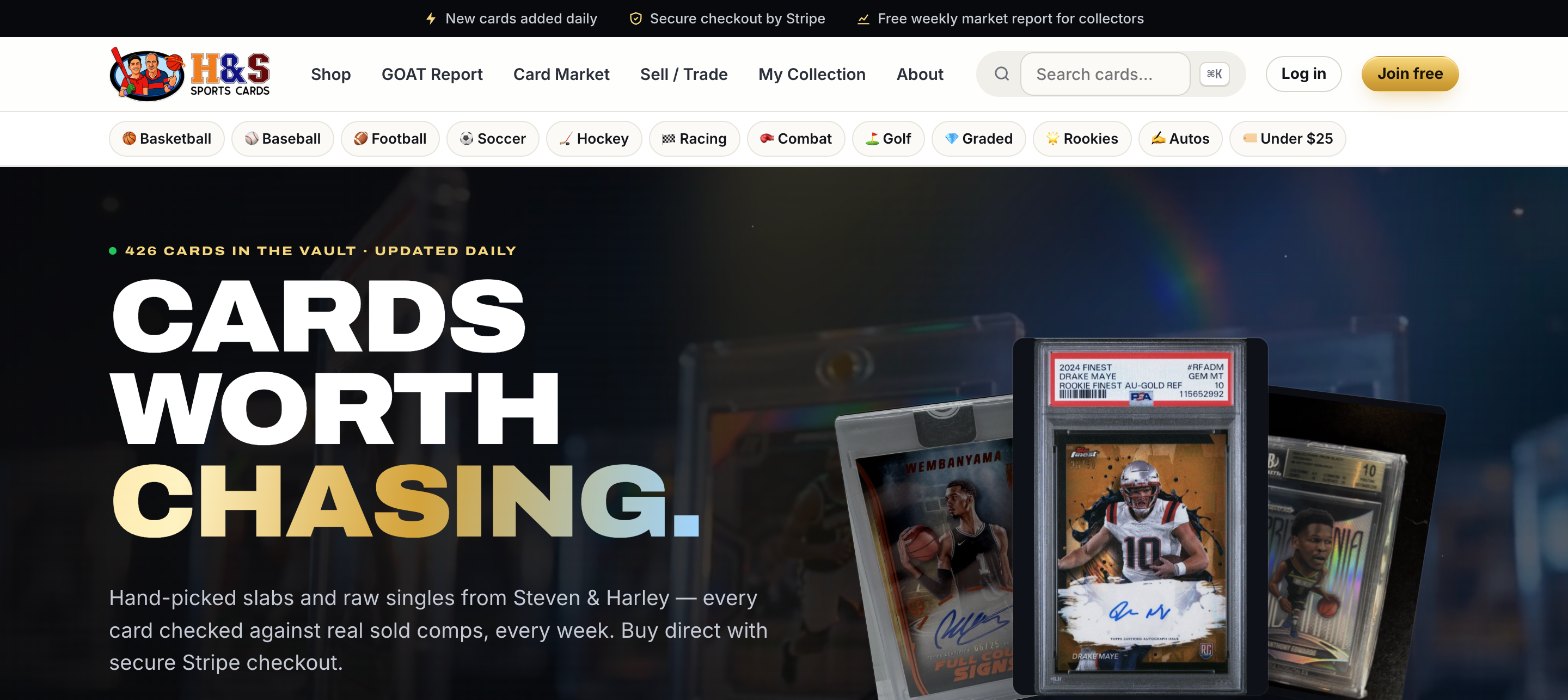 New cards added daily
Secure checkout by Stripe
Free weekly market report for collectors
H&S
SPORTS CARDS
Shop
GOAT Report
Card Market
Sell / Trade
My Collection
About
Search cards...
⌘K
Log in
Join free
Basketball
Baseball
Football
Soccer
Hockey
Racing
Combat
Golf
Graded
Rookies
Autos
Under $25
426 CARDS IN THE VAULT · UPDATED DAILY
CARDS
WORTH
CHASING.
Hand-picked slabs and raw singles from Steven & Harley — every
card checked against real sold comps, every week. Buy direct with
secure Stripe checkout.
WEMBANYAMA
2024 FINEST #RFADM
DRAKE MAYE GEM MT
ROOKIE FINEST AU-GOLD REF 10
PSA 115652992
finest
10
DRAKE MAYE
RC
10